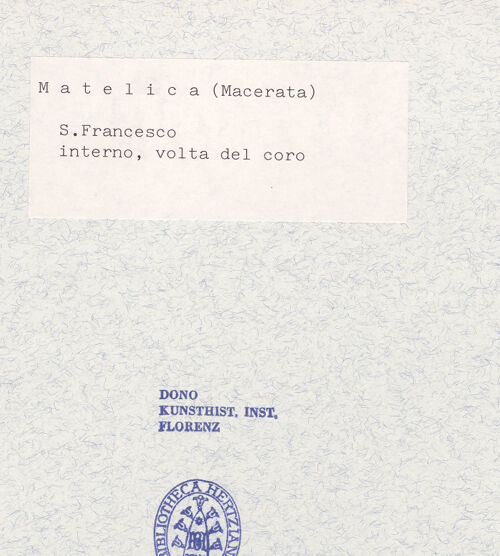 M a t e l i c a (Macerata)
S.Francesco
interno, volta del coro
DONO
KUNSTHIST. INST.
FLORENZ
BIBLIOTHECA HERTZIANA